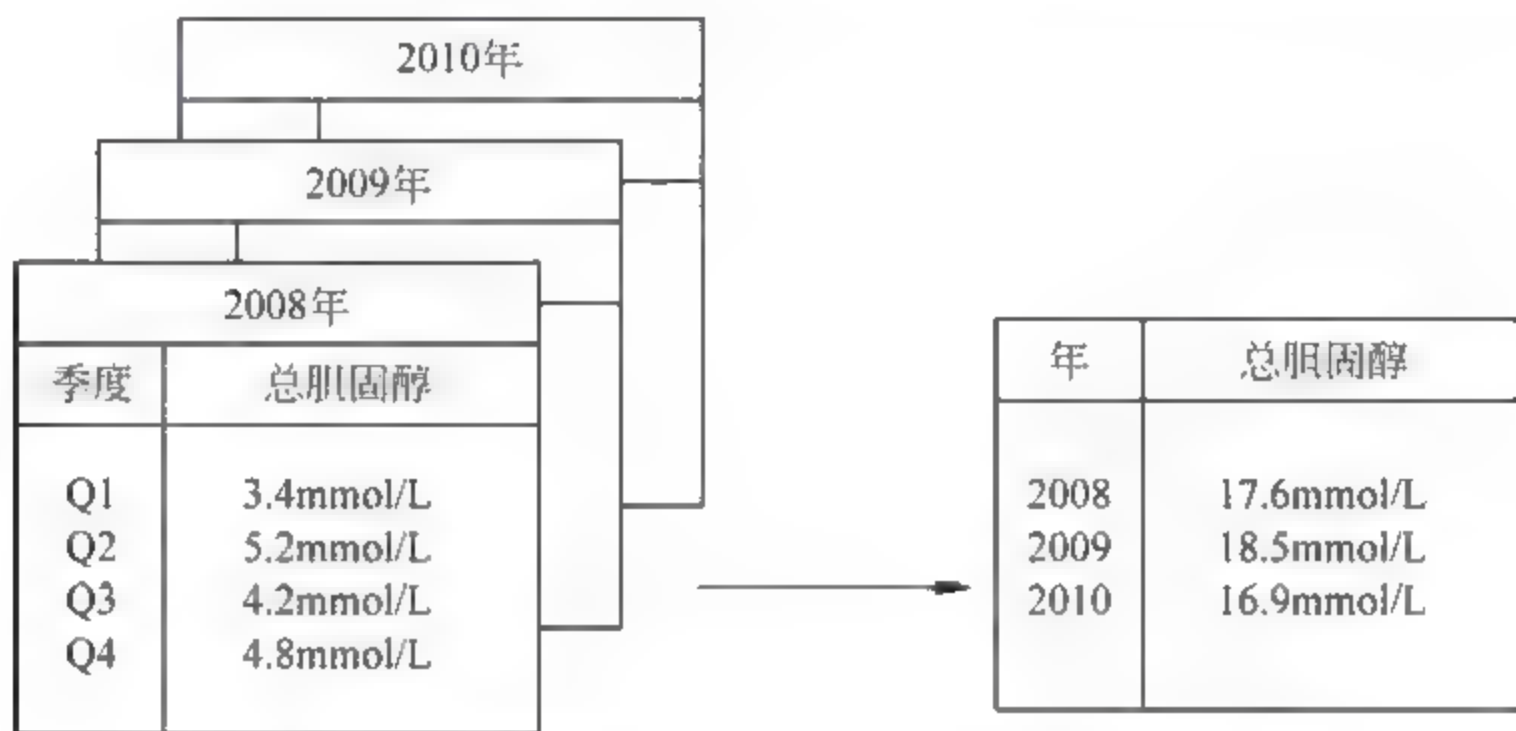 2010年
2009年
2008年
季度 总胆固醇
Q1 3.4mmol/L
Q2 5.2mmol/L
Q3 4.2mmol/L
Q4 4.8mmol/L
年 总胆固醇
2008 17.6mmol/L
2009 18.5mmol/L
2010 16.9mmol/L